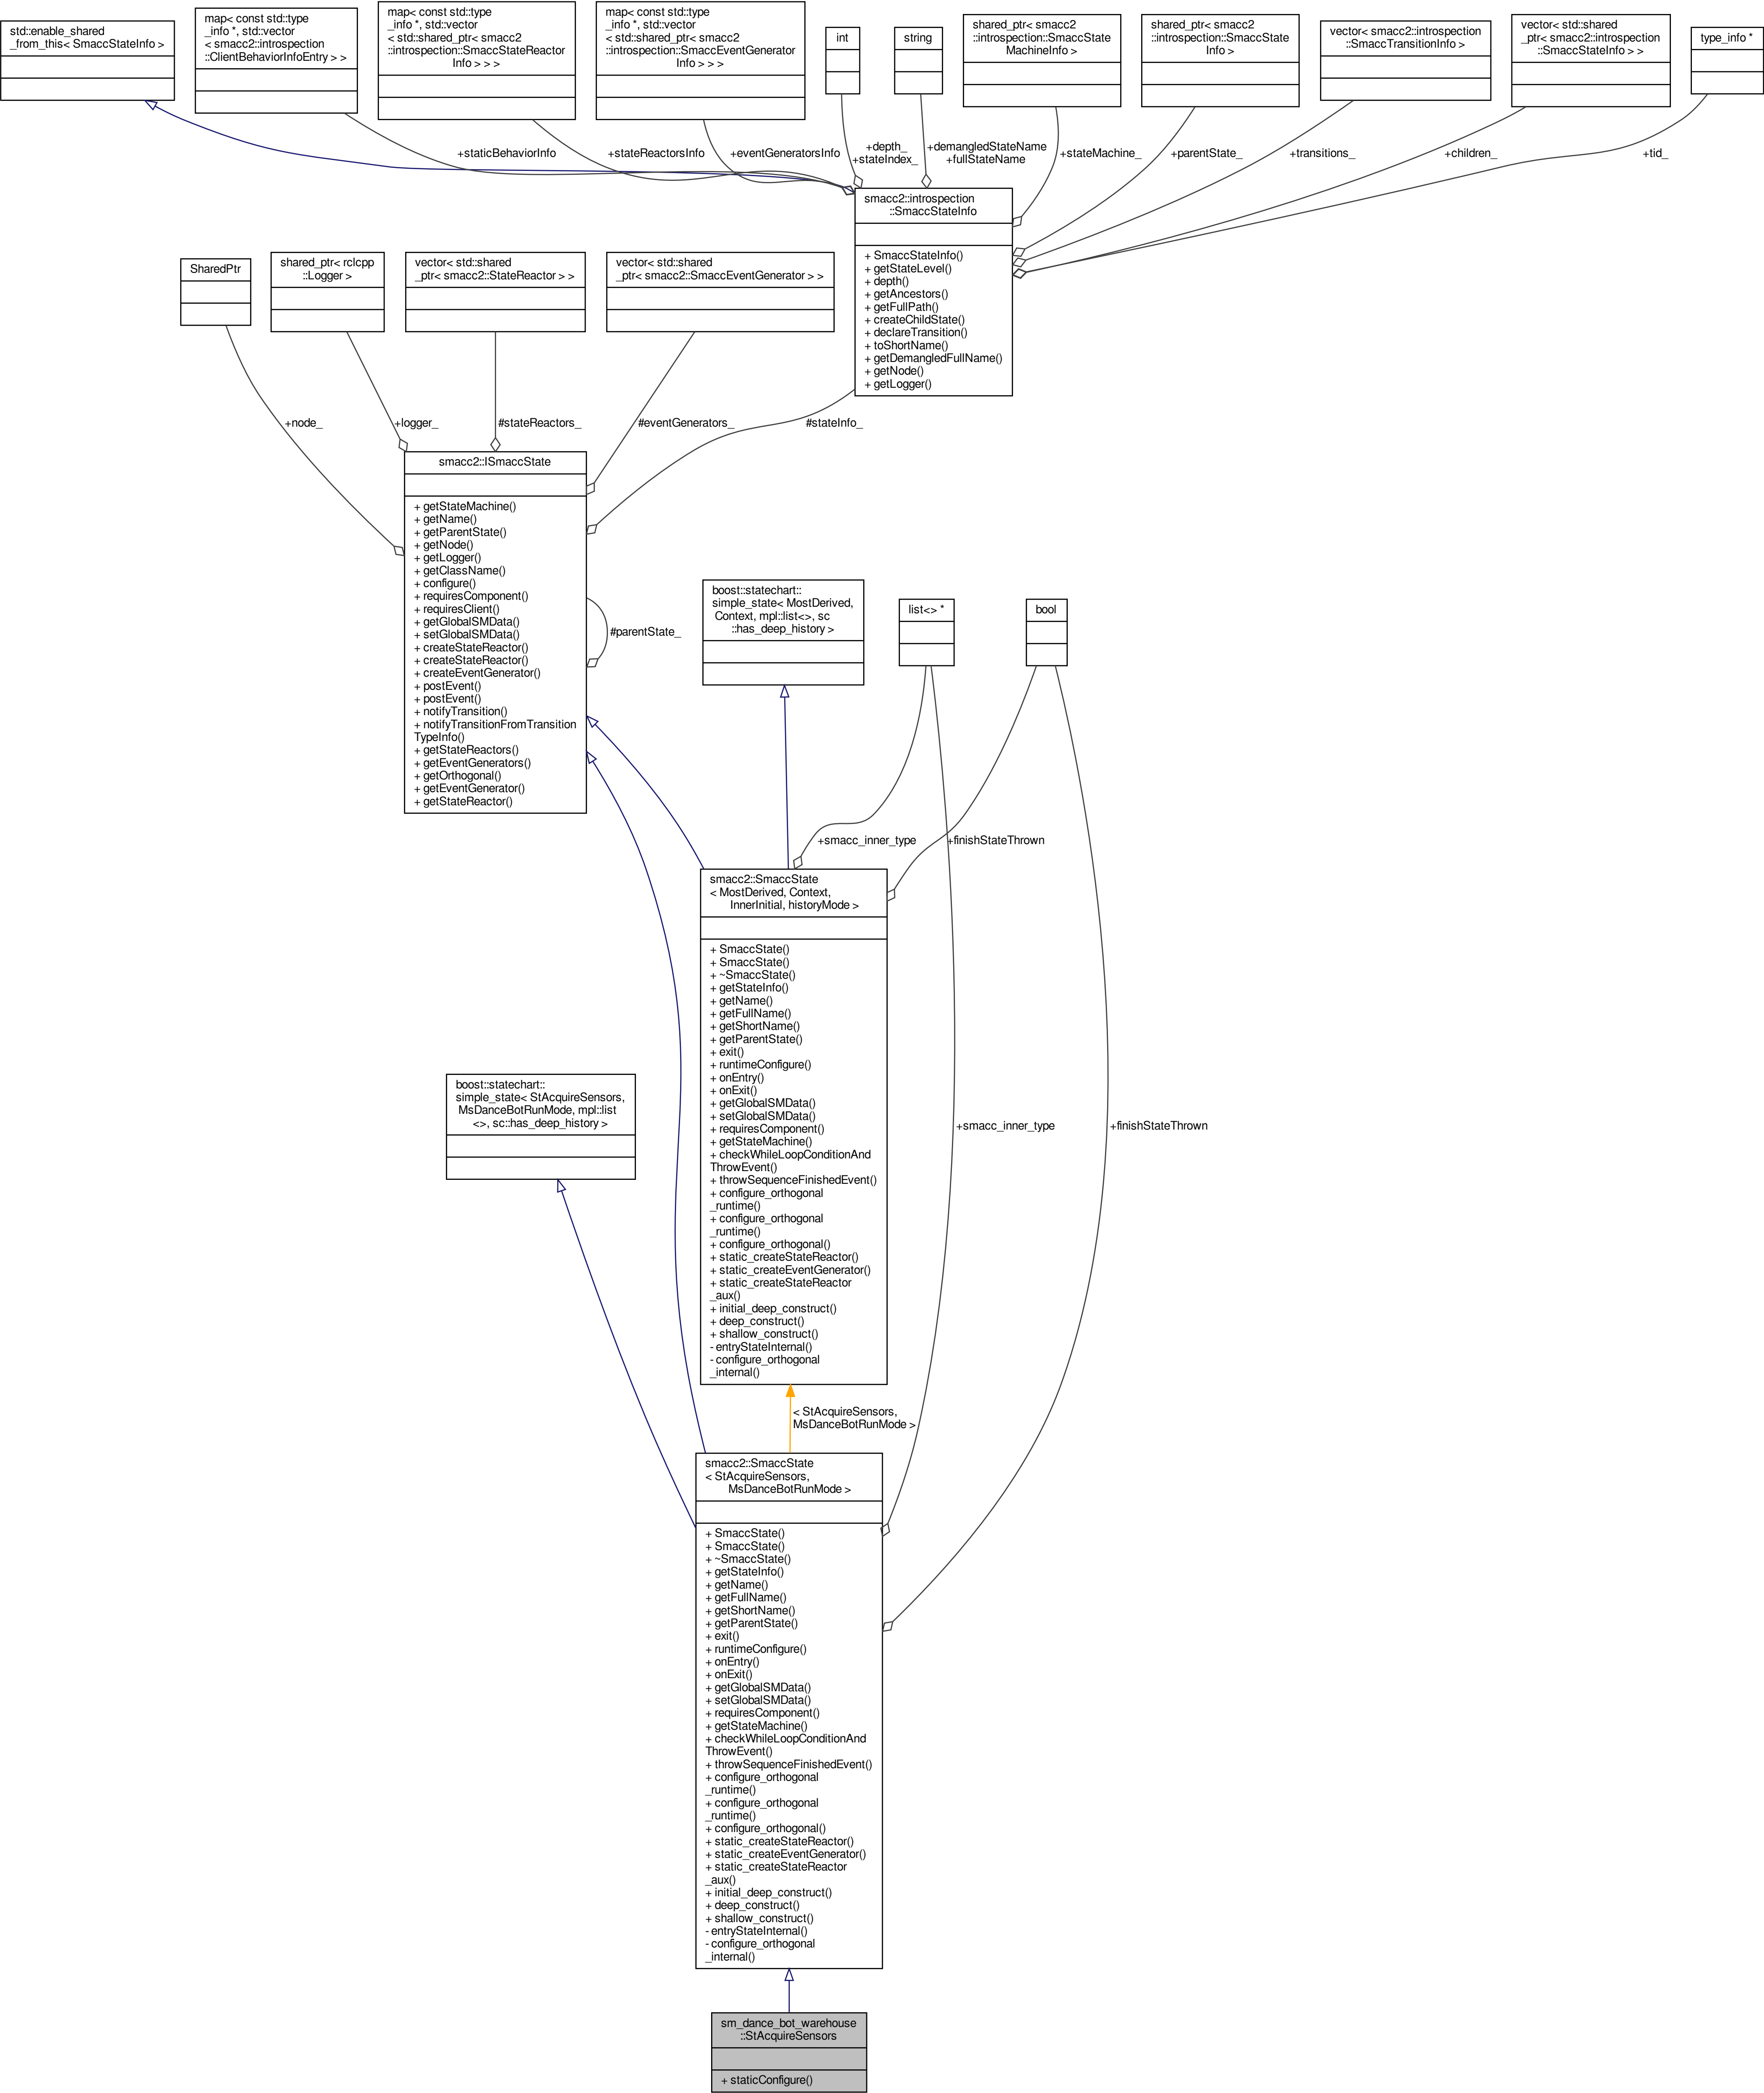 std::enable_shared
_from_this< SmaccStateInfo >
map< const std::type
_info *, std::vector
< smacc2::introspection
::ClientBehaviorInfoEntry > >
map< const std::type
_info *, std::vector
< std::shared_ptr< smacc2
::introspection::SmaccStateReactor
Info > > >
map< const std::type
_info *, std::vector
< std::shared_ptr< smacc2
::introspection::SmaccEventGenerator
Info > > >
int
string
shared_ptr< smacc2
::introspection::SmaccState
MachineInfo >
shared_ptr< smacc2
::introspection::SmaccState
Info >
vector< smacc2::introspection
::SmaccTransitionInfo >
vector< std::shared
_ptr< smacc2::introspection
::SmaccStateInfo > >
type_info *
+staticBehaviorInfo
+stateReactorsInfo
+eventGeneratorsInfo
+depth_
+stateIndex_
+demangledStateName
+fullStateName
+stateMachine_
+parentState_
+transitions_
+children_
+tid_
smacc2::introspection
::SmaccStateInfo
+ SmaccStateInfo()
+ getStateLevel()
+ depth()
+ getAncestors()
+ getFullPath()
+ createChildState()
+ declareTransition()
+ toShortName()
+ getDemangledFullName()
+ getNode()
+ getLogger()
SharedPtr
shared_ptr< rclcpp
::Logger >
vector< std::shared
_ptr< smacc2::StateReactor > >
vector< std::shared
_ptr< smacc2::SmaccEventGenerator > >
+node_
+logger_
#stateReactors_
#eventGenerators_
#stateInfo_
smacc2::ISmaccState
+ getStateMachine()
+ getName()
+ getParentState()
+ getNode()
+ getLogger()
+ getClassName()
+ configure()
+ requiresComponent()
+ requiresClient()
+ getGlobalSMData()
+ setGlobalSMData()
+ createStateReactor()
+ createStateReactor()
+ createEventGenerator()
+ postEvent()
+ postEvent()
+ notifyTransition()
+ notifyTransitionFromTransition
TypeInfo()
+ getStateReactors()
+ getEventGenerators()
+ getOrthogonal()
+ getEventGenerator()
+ getStateReactor()
#parentState_
boost::statechart::
simple_state< MostDerived,
Context, mpl::list<>, sc
::has_deep_history >
list<> *
bool
+smacc_inner_type
+finishStateThrown
smacc2::SmaccState
< MostDerived, Context,
InnerInitial, historyMode >
+ SmaccState()
+ SmaccState()
+ ~SmaccState()
+ getStateInfo()
+ getName()
+ getFullName()
+ getShortName()
+ getParentState()
+ exit()
+ runtimeConfigure()
+ onEntry()
+ onExit()
+ getGlobalSMData()
+ setGlobalSMData()
+ requiresComponent()
+ getStateMachine()
+ checkWhileLoopConditionAnd
ThrowEvent()
+ throwSequenceFinishedEvent()
+ configure_orthogonal
_runtime()
+ configure_orthogonal
_runtime()
+ configure_orthogonal()
+ static_createStateReactor()
+ static_createEventGenerator()
+ static_createStateReactor
_aux()
+ initial_deep_construct()
+ deep_construct()
+ shallow_construct()
- entryStateInternal()
- configure_orthogonal
_internal()
boost::statechart::
simple_state< StAcquireSensors,
MsDanceBotRunMode, mpl::list
<>, sc::has_deep_history >
+smacc_inner_type
+finishStateThrown
< StAcquireSensors,
MsDanceBotRunMode >
smacc2::SmaccState
< StAcquireSensors,
MsDanceBotRunMode >
+ SmaccState()
+ SmaccState()
+ ~SmaccState()
+ getStateInfo()
+ getName()
+ getFullName()
+ getShortName()
+ getParentState()
+ exit()
+ runtimeConfigure()
+ onEntry()
+ onExit()
+ getGlobalSMData()
+ setGlobalSMData()
+ requiresComponent()
+ getStateMachine()
+ checkWhileLoopConditionAnd
ThrowEvent()
+ throwSequenceFinishedEvent()
+ configure_orthogonal
_runtime()
+ configure_orthogonal
_runtime()
+ configure_orthogonal()
+ static_createStateReactor()
+ static_createEventGenerator()
+ static_createStateReactor
_aux()
+ initial_deep_construct()
+ deep_construct()
+ shallow_construct()
- entryStateInternal()
- configure_orthogonal
_internal()
sm_dance_bot_warehouse
::StAcquireSensors
+ staticConfigure()